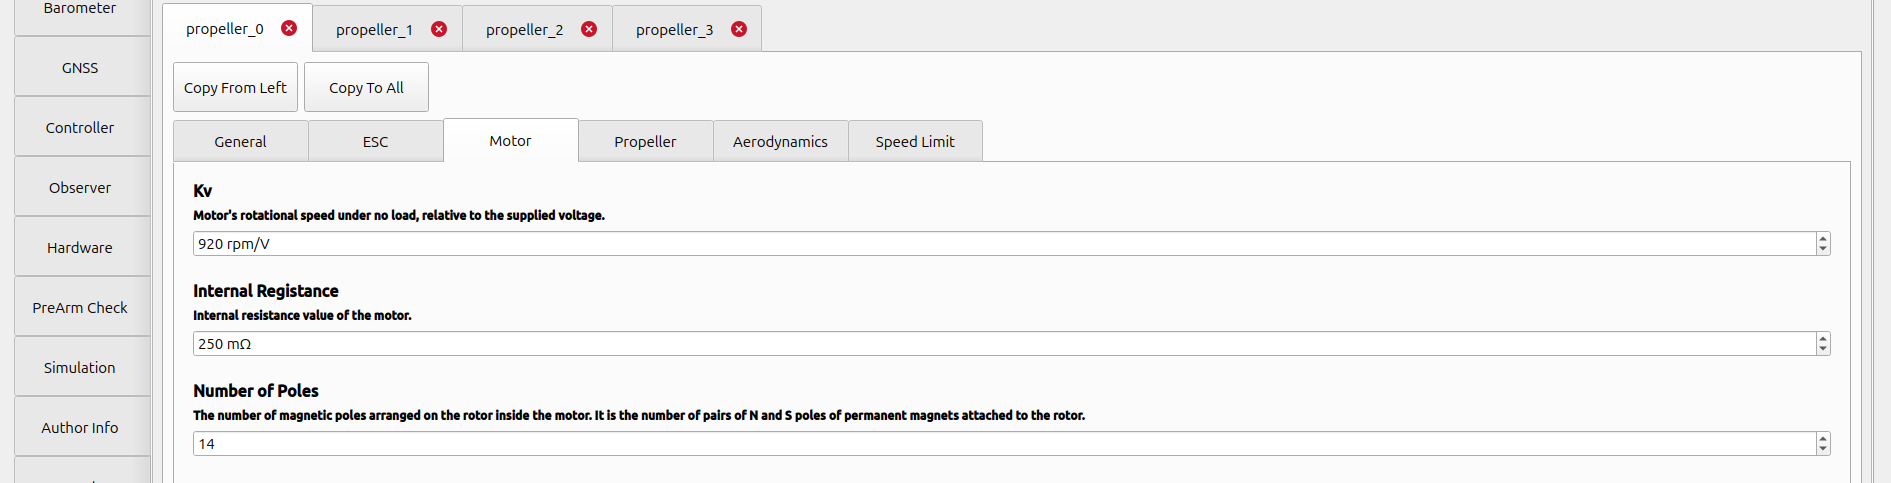 Barometer
GNSS
Controller
Observer
Hardware
PreArm Check
Simulation
Author Info
propeller_0
propeller_1
propeller_2
propeller_3
Copy From Left
Copy To All
General
ESC
Motor
Propeller
Aerodynamics
Speed Limit
Kv
Motor's rotational speed under no load, relative to the supplied voltage.
920 rpm/V
Internal Registance
Internal resistance value of the motor.
250 mΩ
Number of Poles
The number of magnetic poles arranged on the rotor inside the motor. It is the number of pairs of N and S poles of permanent magnets attached to the rotor.
14